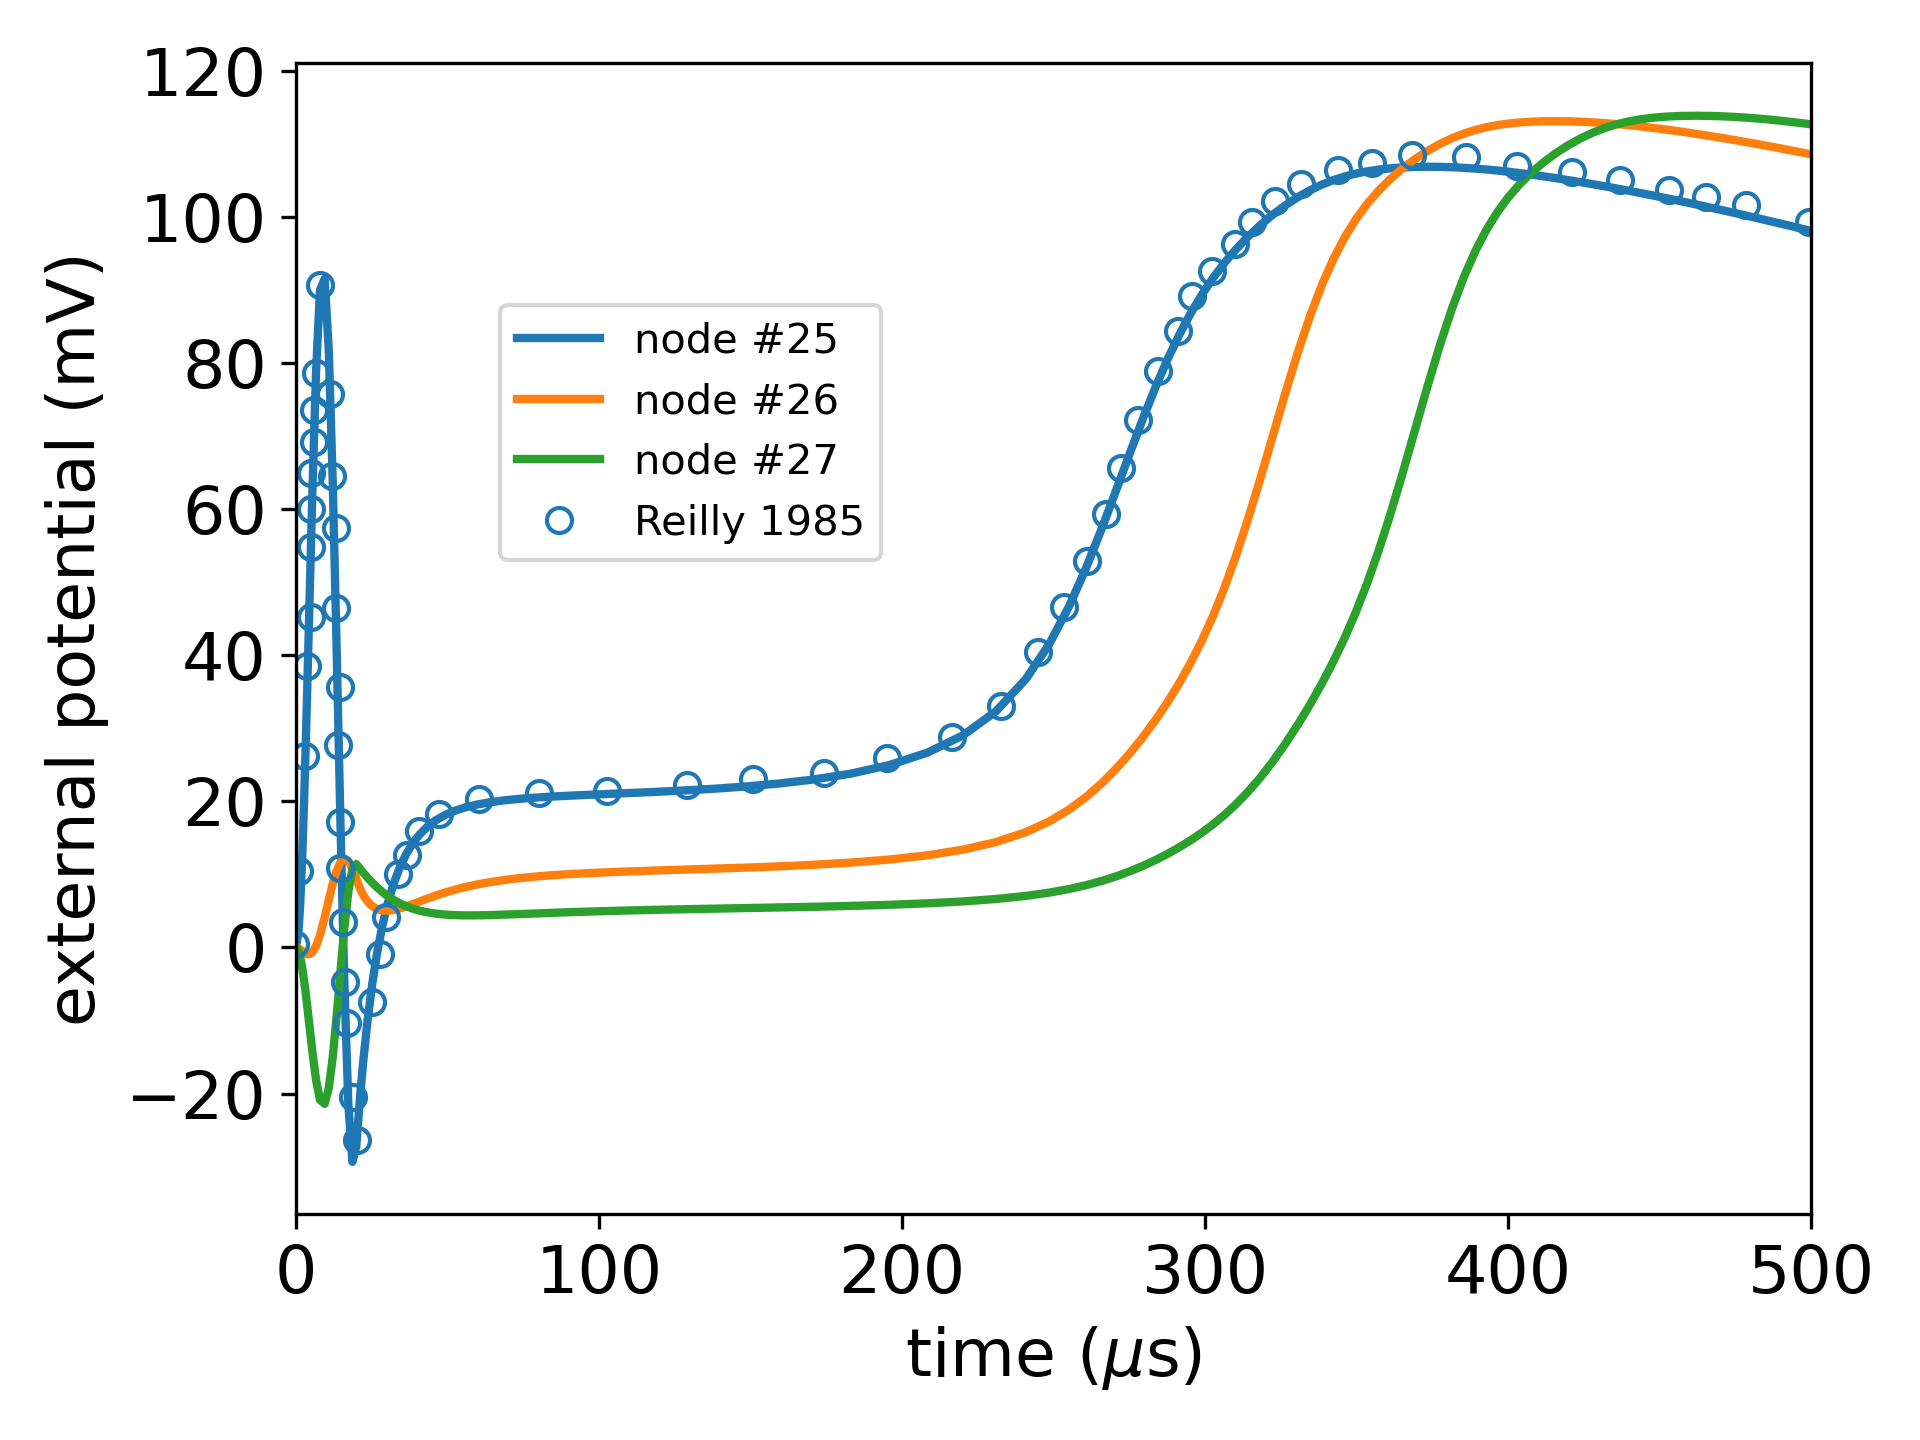 120
100
80
60
40
20
0
−20
external potential (mV)
node #25
node #26
node #27
Reilly 1985
0 100 200 300 400 500
time (μs)